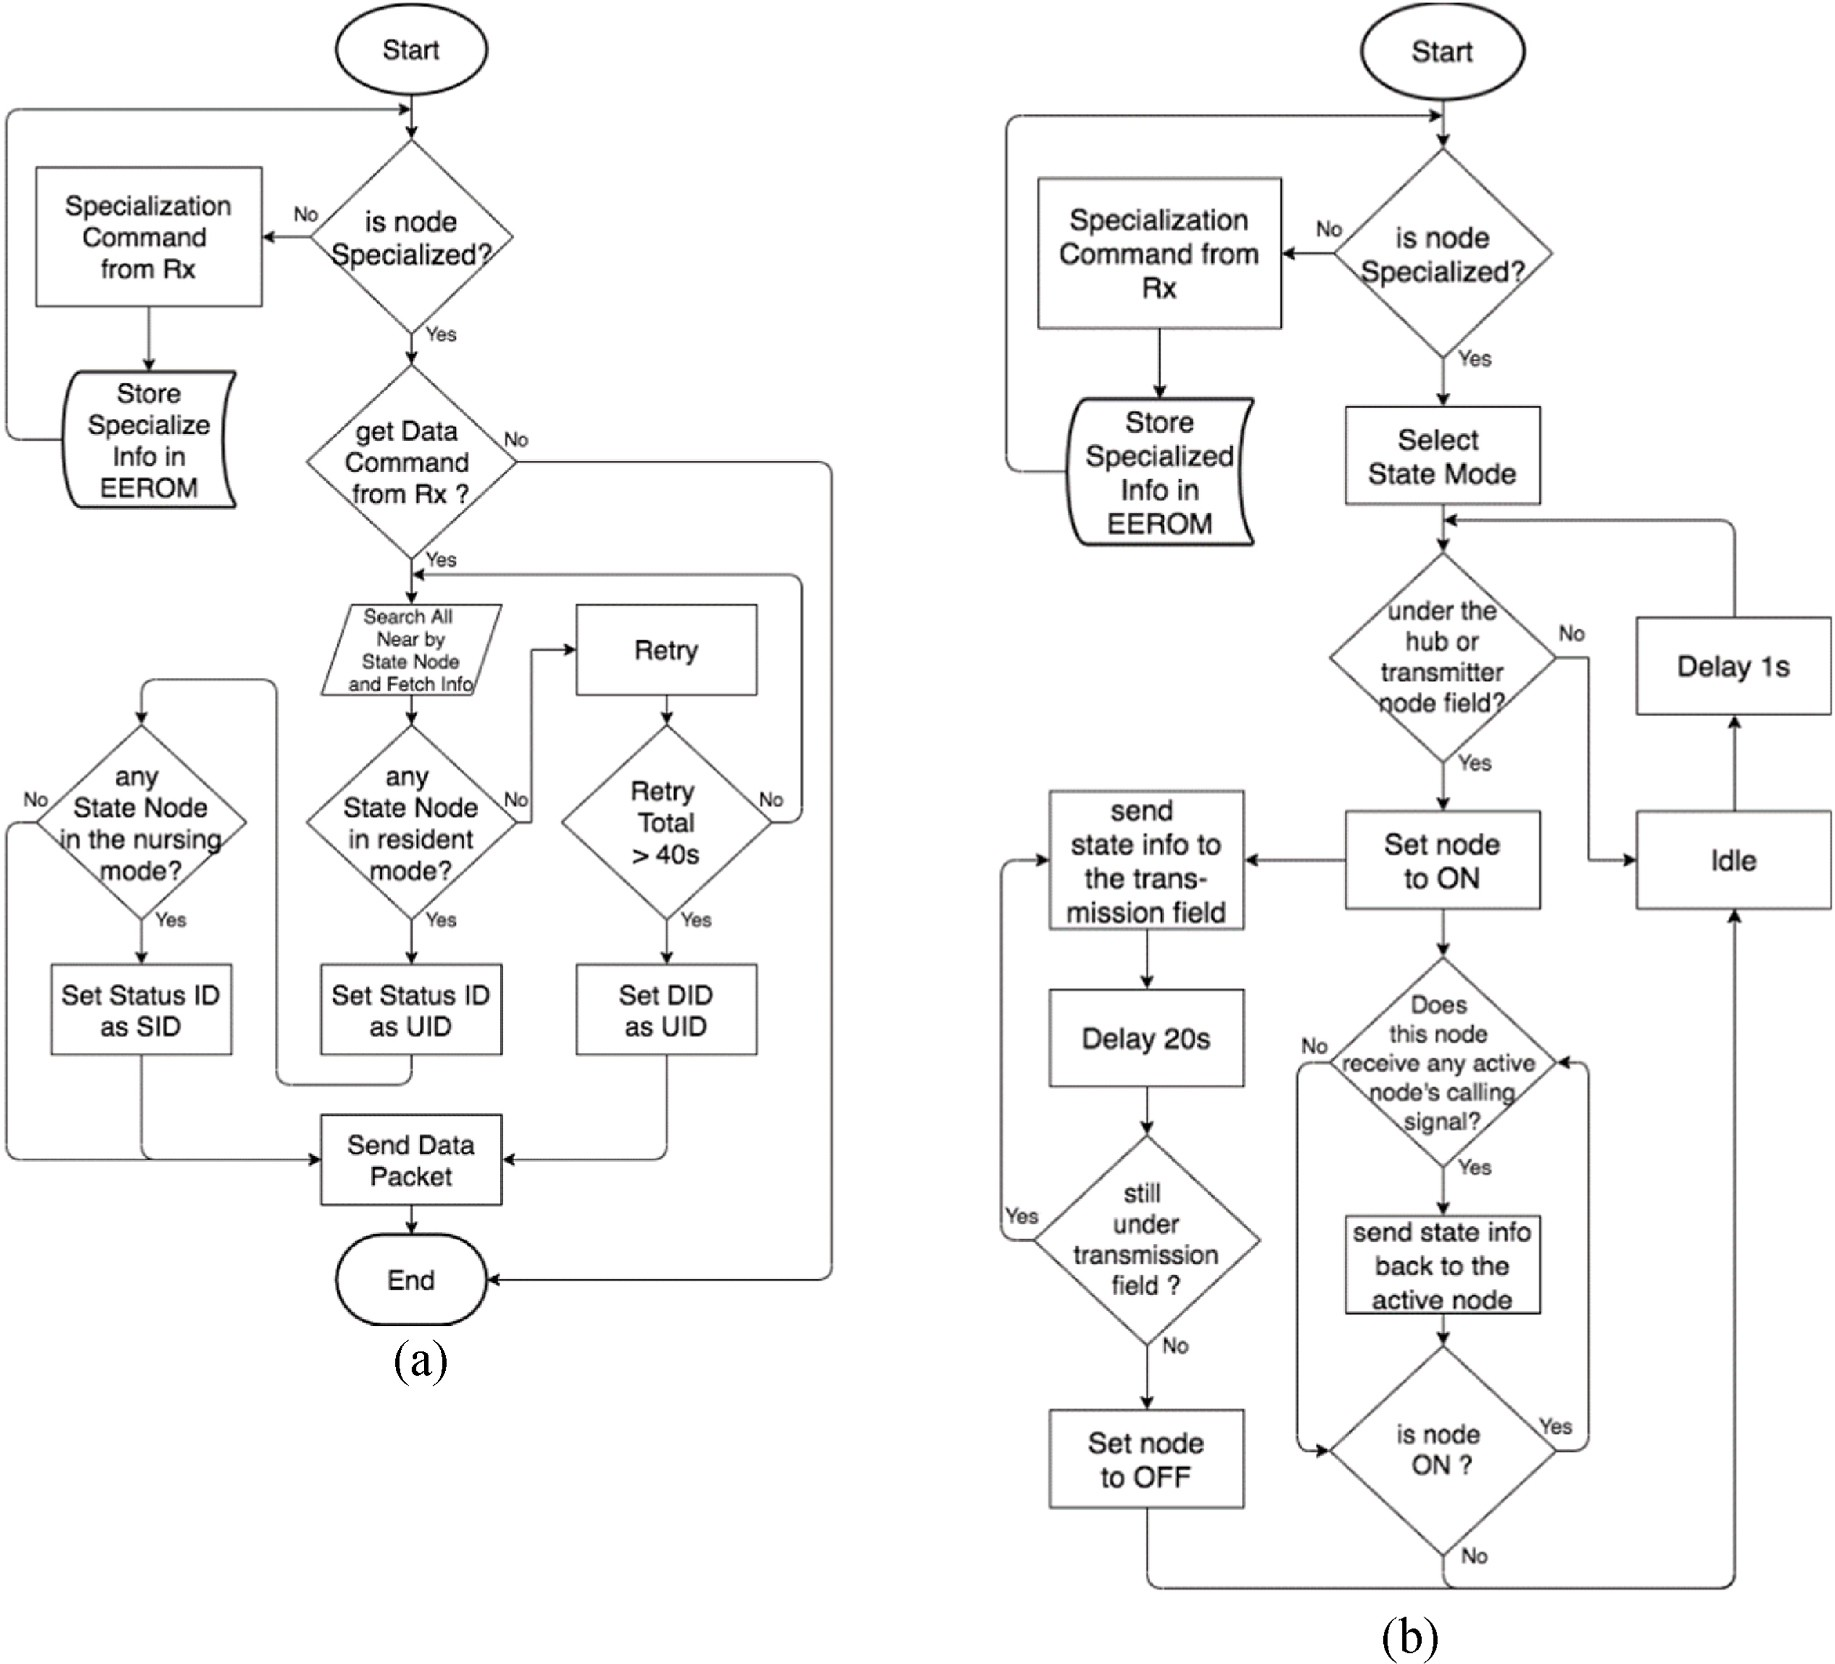 Start
is node
Specialized?
No
Specialization
Command
from Rx
Store
Specialize
Info in
EEROM
Yes
get Data
Command
from Rx ?
No
Yes
Search All
Near by
State Node
and Fetch Info
Retry
any
State Node
in the nursing
mode?
No
Yes
any
State Node
in resident
mode?
No
Yes
Retry
Total
> 40s
No
Yes
Set Status ID
as SID
Set Status ID
as UID
Set DID
as UID
Send Data
Packet
End
(a)
Start
is node
Specialized?
No
Specialization
Command from
Rx
Store
Specialized
Info in
EEROM
Yes
Select
State Mode
under the
hub or
transmitter
node field?
No
Delay 1s
Yes
send
state info to
the trans-
mission field
Set node
to ON
Idle
Delay 20s
Does
this node
receive any active
node's calling
signal?
No
Yes
still
under
transmission
field ?
Yes
No
send state info
back to the
active node
Set node
to OFF
is node
ON ?
Yes
No
(b)